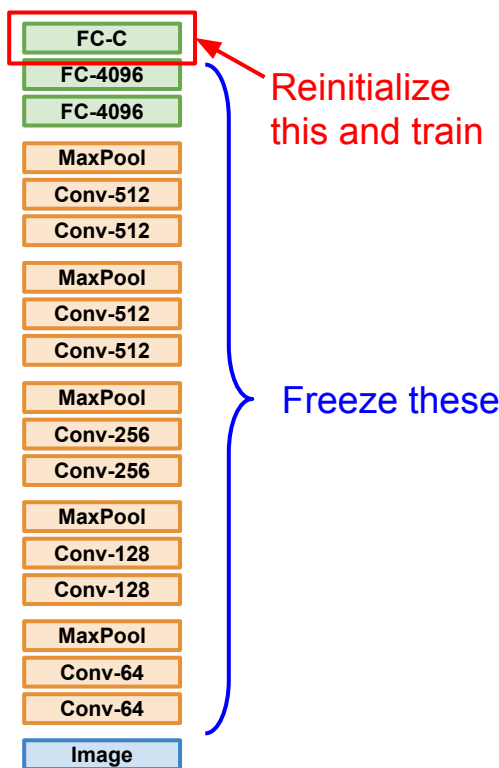 FC-C
FC-4096
FC-4096
MaxPool
Conv-512
Conv-512
MaxPool
Conv-512
Conv-512
MaxPool
Conv-256
Conv-256
MaxPool
Conv-128
Conv-128
MaxPool
Conv-64
Conv-64
Image
Reinitialize
this and train
Freeze these